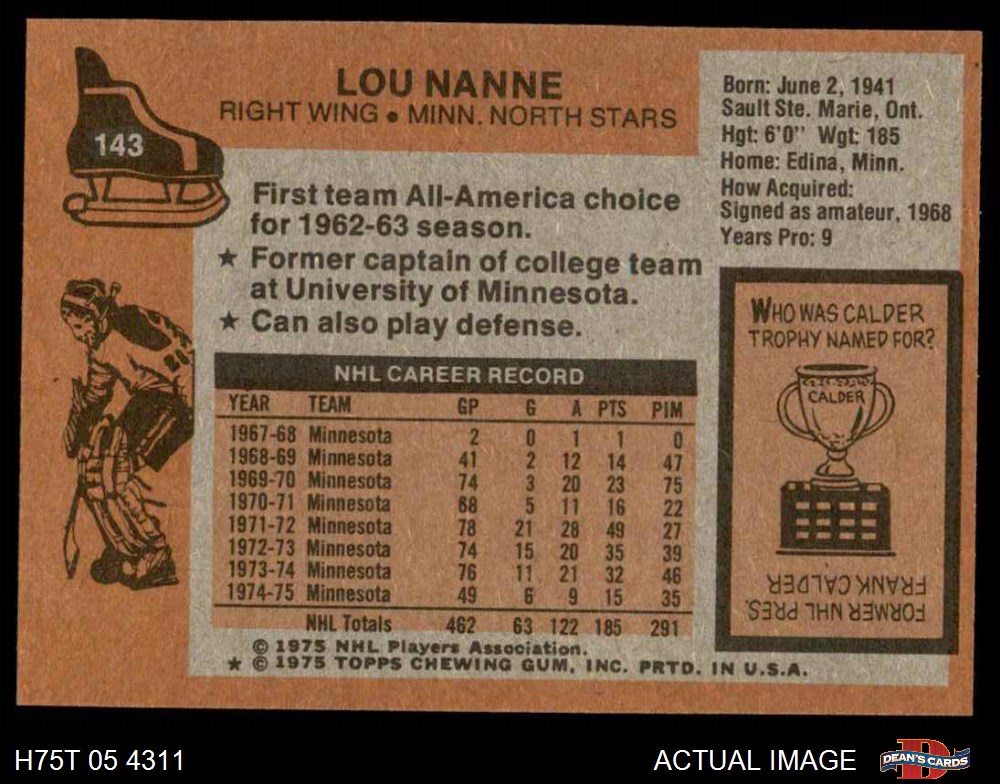 143
LOU NANNE
RIGHT WING • MINN. NORTH STARS
Born: June 2, 1941
Sault Ste. Marie, Ont.
Hgt: 6'0" Wgt: 185
Home: Edina, Minn.
How Acquired:
Signed as amateur, 1968
Years Pro: 9
First team All-America choice
for 1962-63 season.
★ Former captain of college team
at University of Minnesota.
★ Can also play defense.
NHL CAREER RECORD
YEAR TEAM GP G A PTS PIM
1967-68 Minnesota 2 0 1 1 0
1968-69 Minnesota 41 2 12 14 47
1969-70 Minnesota 74 3 20 23 75
1970-71 Minnesota 68 5 11 16 22
1971-72 Minnesota 78 21 28 49 27
1972-73 Minnesota 74 15 20 35 39
1973-74 Minnesota 76 11 21 32 46
1974-75 Minnesota 49 6 9 15 35
NHL Totals 462 63 122 185 291
© 1975 NHL Players Association.
★ © 1975 TOPPS CHEWING GUM, INC. PRTD. IN U.S.A.
WHO WAS CALDER
TROPHY NAMED FOR?
CALDER
FORMER NHL PRES.
FRANK CALDER
H75T 05 4311
ACTUAL IMAGE
D
DEAN'S CARDS